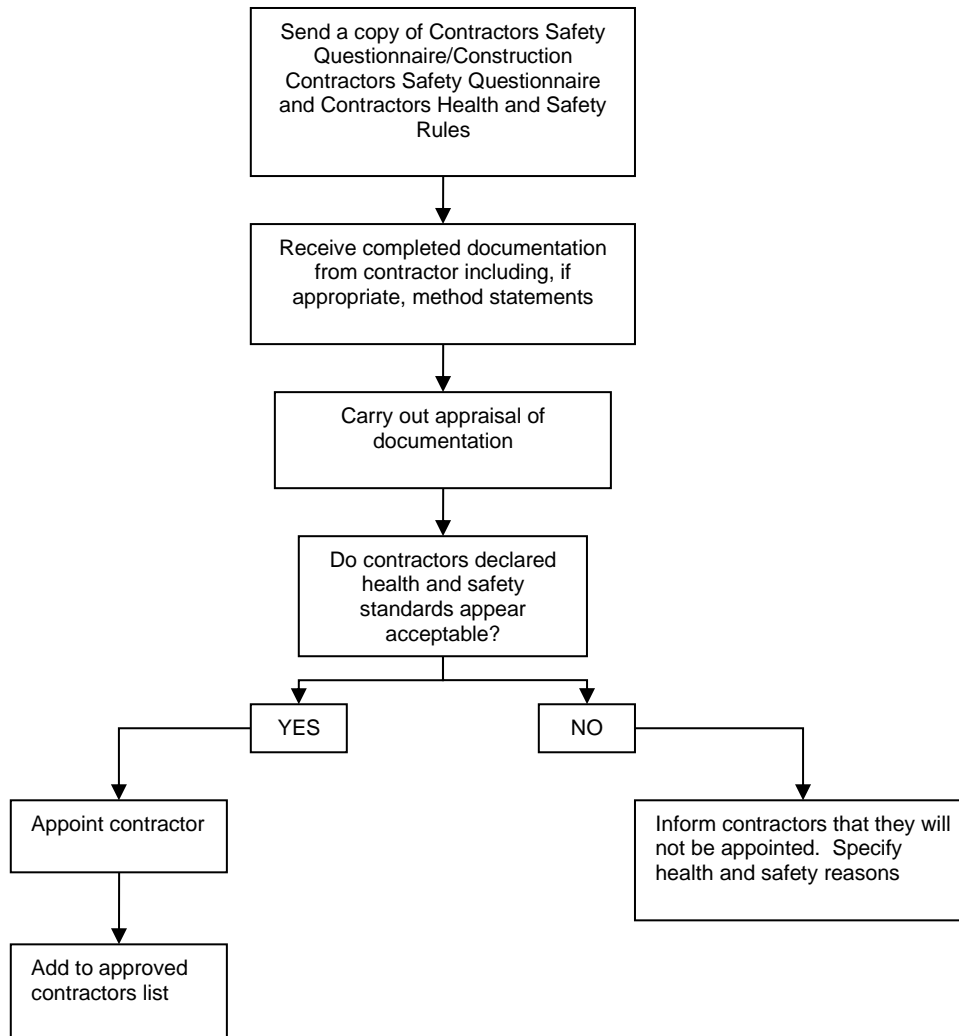 Send a copy of Contractors Safety
Questionnaire/Construction
Contractors Safety Questionnaire
and Contractors Health and Safety
Rules
Receive completed documentation
from contractor including, if
appropriate, method statements
Carry out appraisal of
documentation
Do contractors declared
health and safety
standards appear
acceptable?
YES
NO
Appoint contractor
Inform contractors that they will
not be appointed.  Specify
health and safety reasons
Add to approved
contractors list